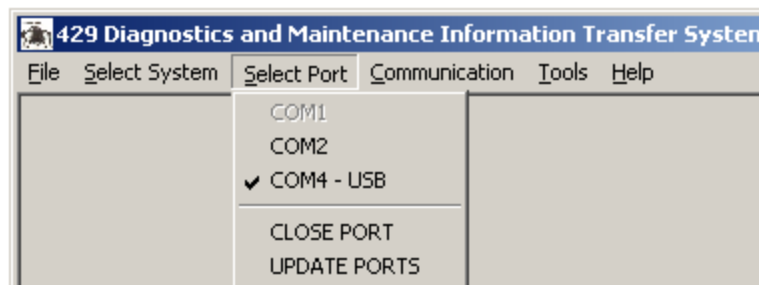 429 Diagnostics and Maintenance Information Transfer System
File Select System Select Port Communication Tools Help
COM1
COM2
COM4 - USB
CLOSE PORT
UPDATE PORTS